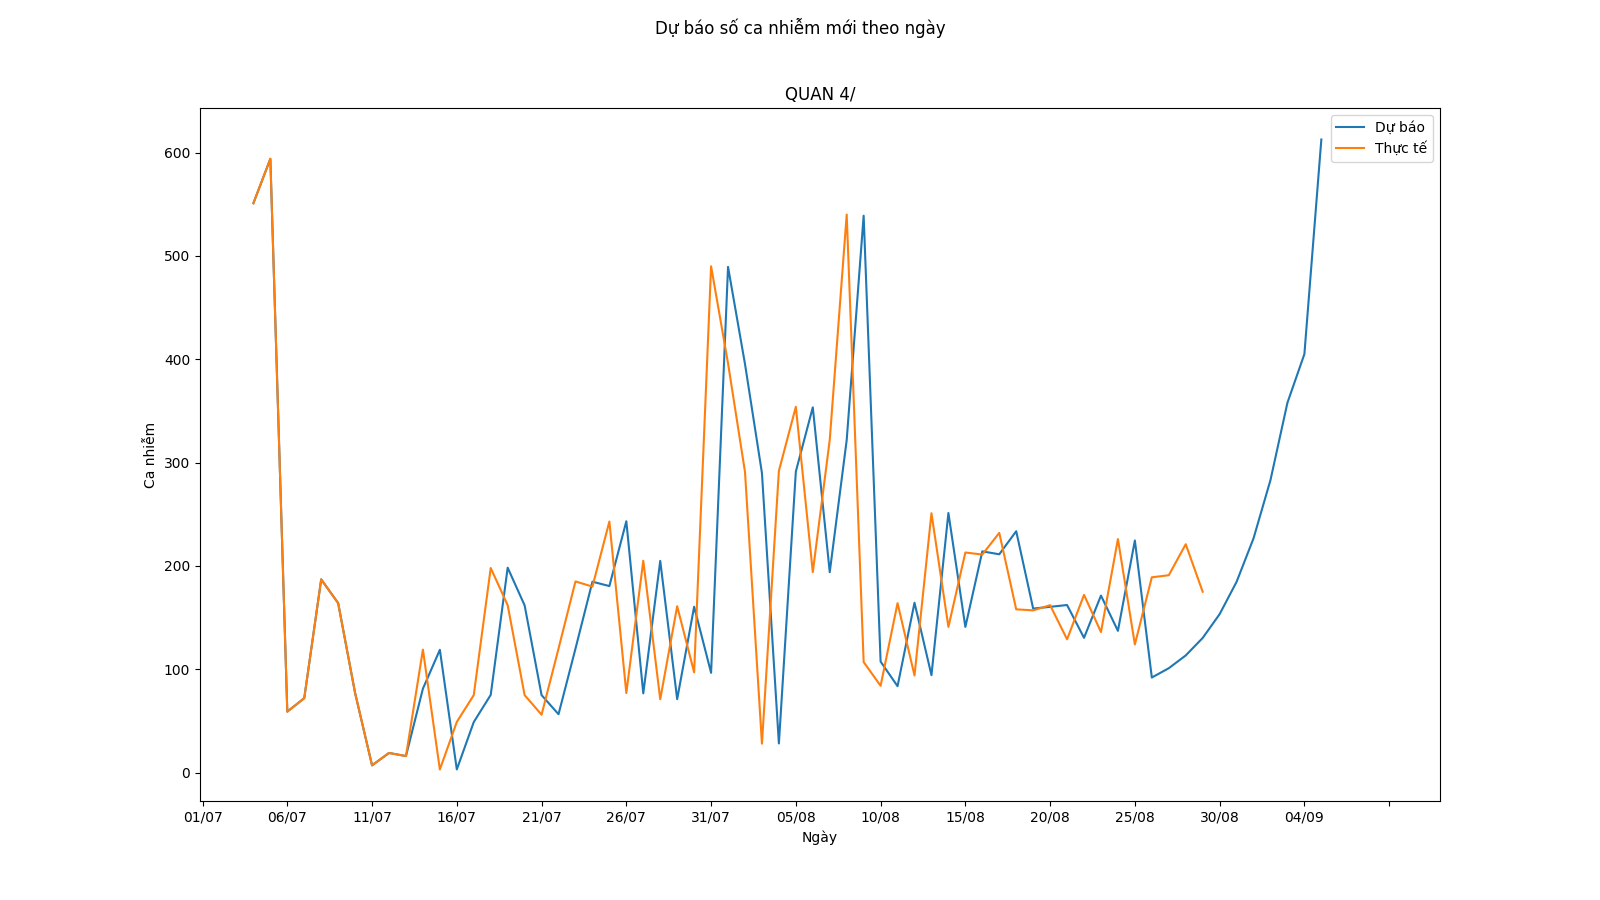 Dự báo số ca nhiễm mới theo ngày
QUAN 4/
Dự báo
Thực tế
600
500
400
300
200
100
0
Ca nhiễm
01/07 06/07 11/07 16/07 21/07 26/07 31/07 05/08 10/08 15/08 20/08 25/08 30/08 04/09
Ngày